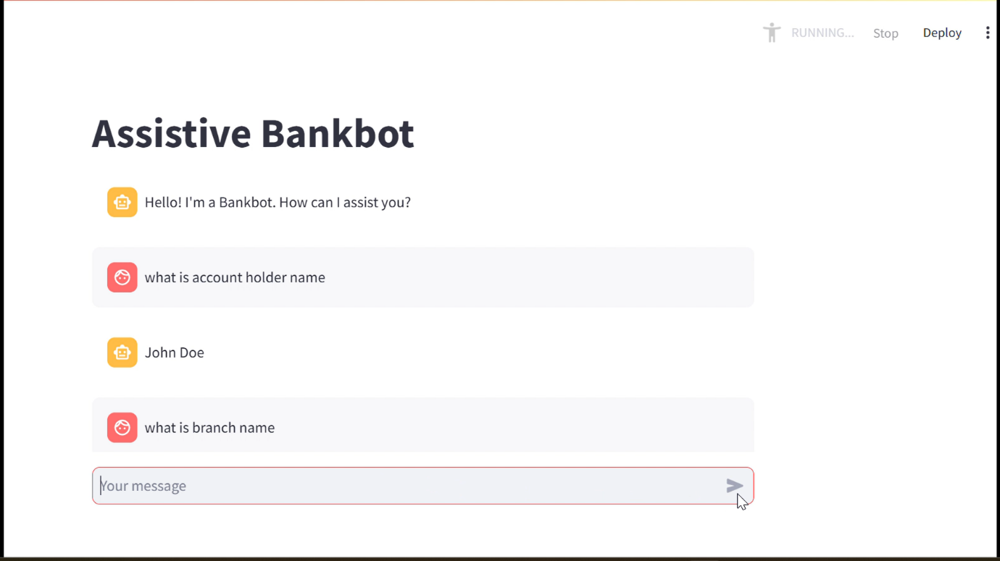 RUNNING... Stop Deploy
Assistive Bankbot
Hello! I'm a Bankbot. How can I assist you?
what is account holder name
John Doe
what is branch name
Your message